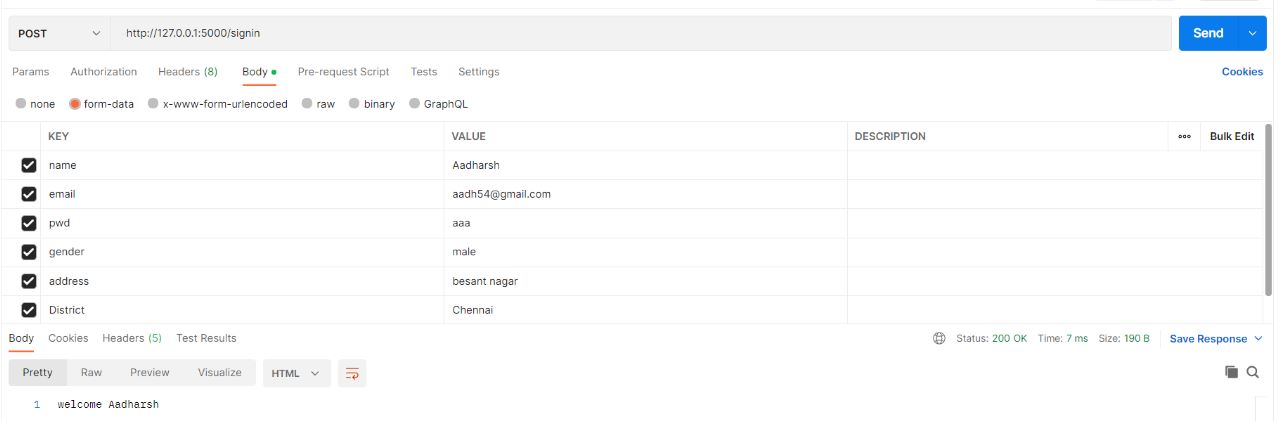 POST http://127.0.0.1:5000/signin Send
Params Authorization Headers (8) Body Pre-request Script Tests Settings Cookies
none form-data x-www-form-urlencoded raw binary GraphQL
KEY VALUE DESCRIPTION Bulk Edit
name Aadharsh
email aadh54@gmail.com
pwd aaa
gender male
address besant nagar
District Chennai
Body Cookies Headers (5) Test Results Status: 200 OK Time: 7 ms Size: 190 B Save Response
Pretty Raw Preview Visualize HTML
1 welcome Aadharsh